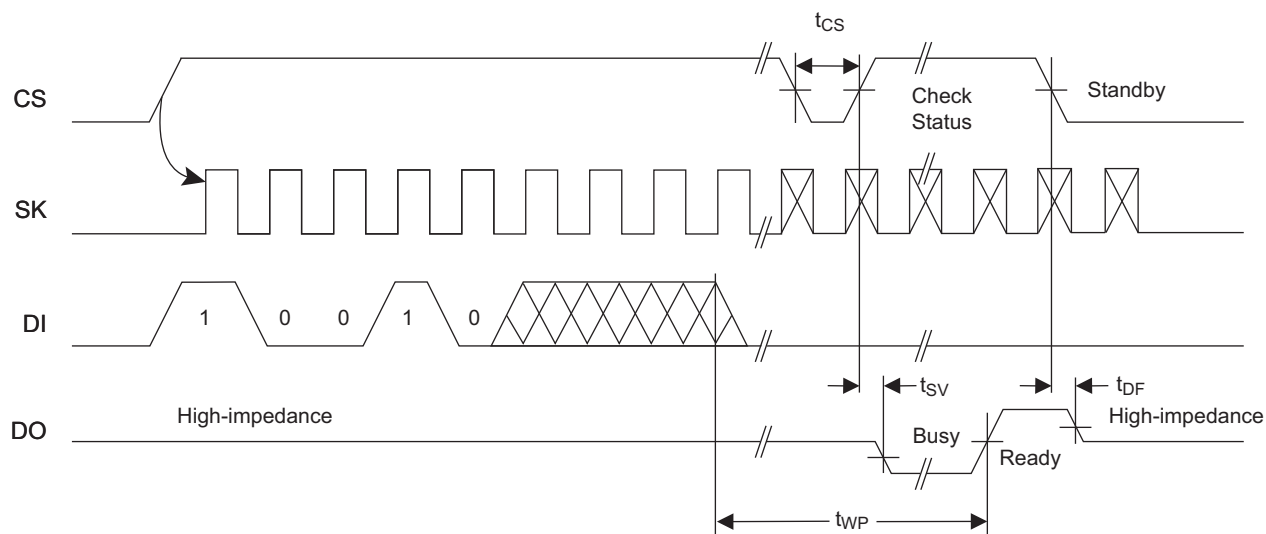 tCS
CS
Check
Status
Standby
SK
DI
1 0 0 1 0
tSV
tDF
DO
High-impedance
Busy
Ready
High-impedance
tWP